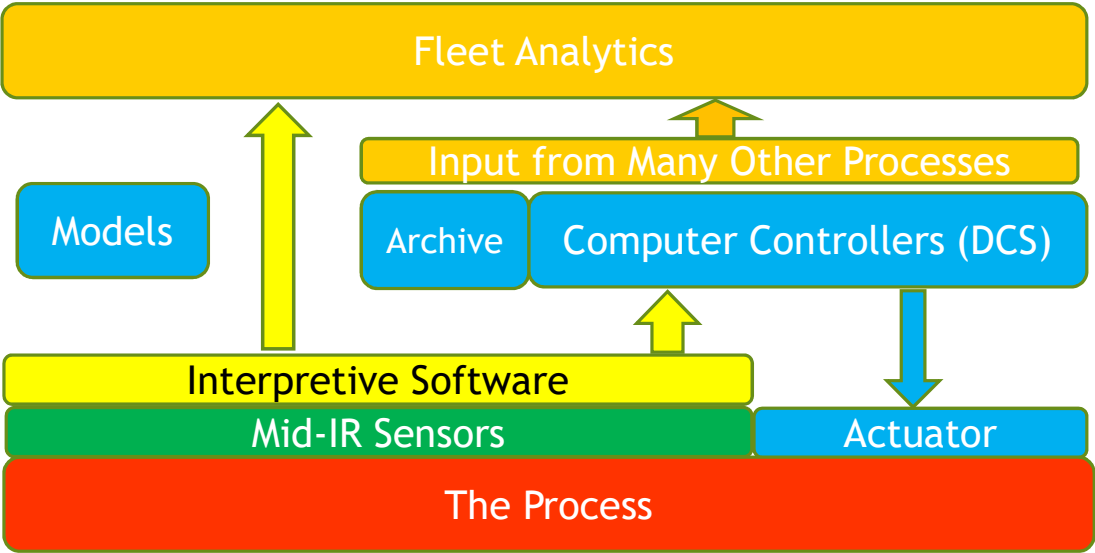 Fleet Analytics
Input from Many Other Processes
Models
Archive
Computer Controllers (DCS)
Interpretive Software
Mid-IR Sensors
Actuator
The Process